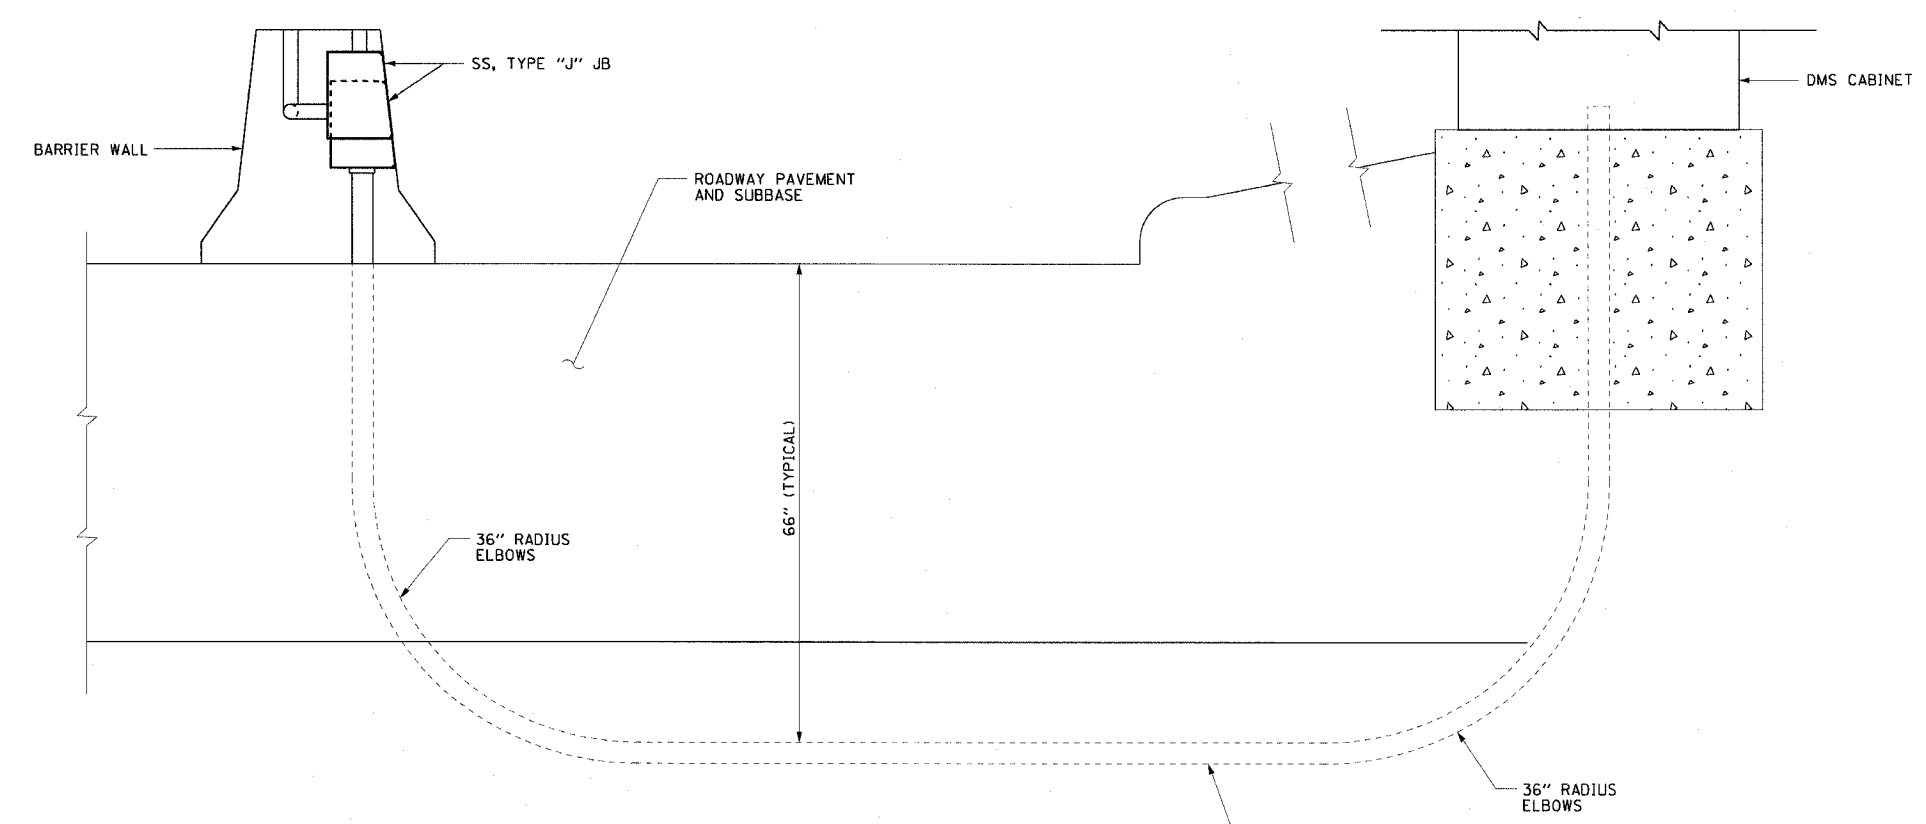 SS, TYPE "J" JB
DMS CABINET
BARRIER WALL
ROADWAY PAVEMENT
AND SUBBASE
66" (TYPICAL)
36" RADIUS
ELBOWS
36" RADIUS
ELBOWS